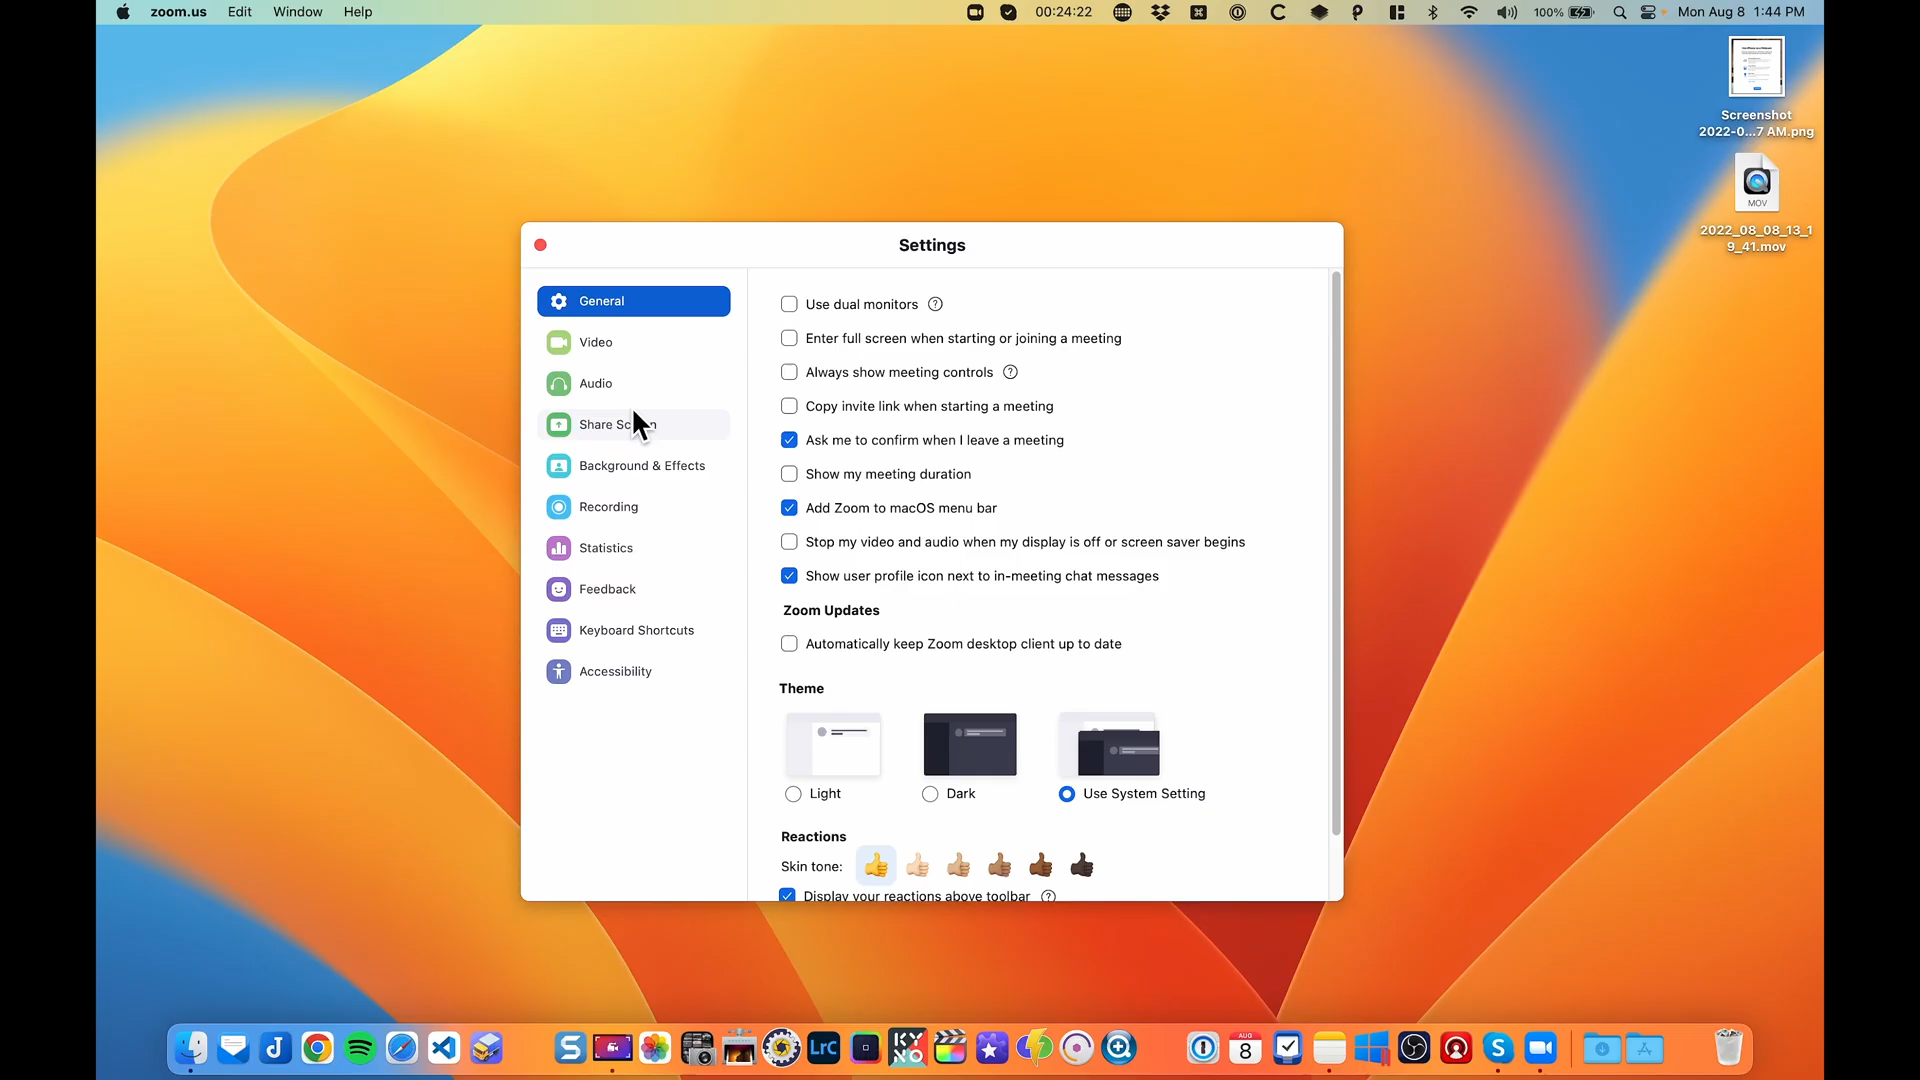 zoom.us Edit Window Help 00:24:22 100% Mon Aug 8 1:44 PM
Screenshot
2022-0...7 AM.png
MOV
2022_08_08_13_1
9_41.mov
Settings
General
Video
Audio
Share
Background & Effects
Recording
Statistics
Feedback
Keyboard Shortcuts
Accessibility
Use dual monitors ?
Enter full screen when starting or joining a meeting
Always show meeting controls ?
Copy invite link when starting a meeting
Ask me to confirm when I leave a meeting
Show my meeting duration
Add Zoom to macOS menu bar
Stop my video and audio when my display is off or screen saver begins
Show user profile icon next to in-meeting chat messages
Zoom Updates
Automatically keep Zoom desktop client up to date
Theme
Light
Dark
Use System Setting
Reactions
Skin tone:
Display your reactions above toolbar ?
LrC
KY
NO
AUG
8